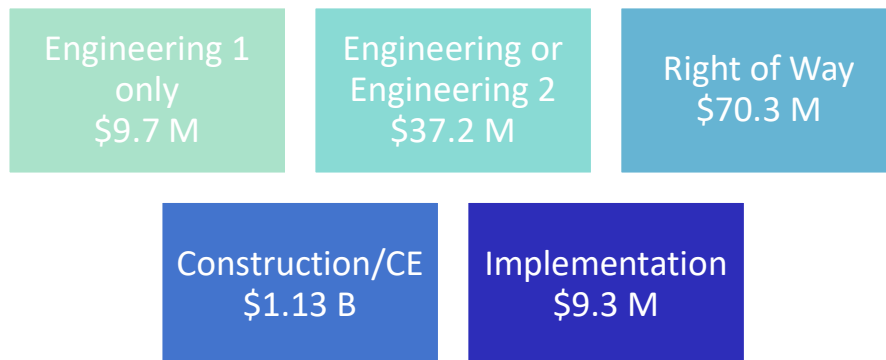 Engineering 1
only
$9.7 M
Engineering or
Engineering 2
$37.2 M
Right of Way
$70.3 M
Construction/CE
$1.13 B
Implementation
$9.3 M